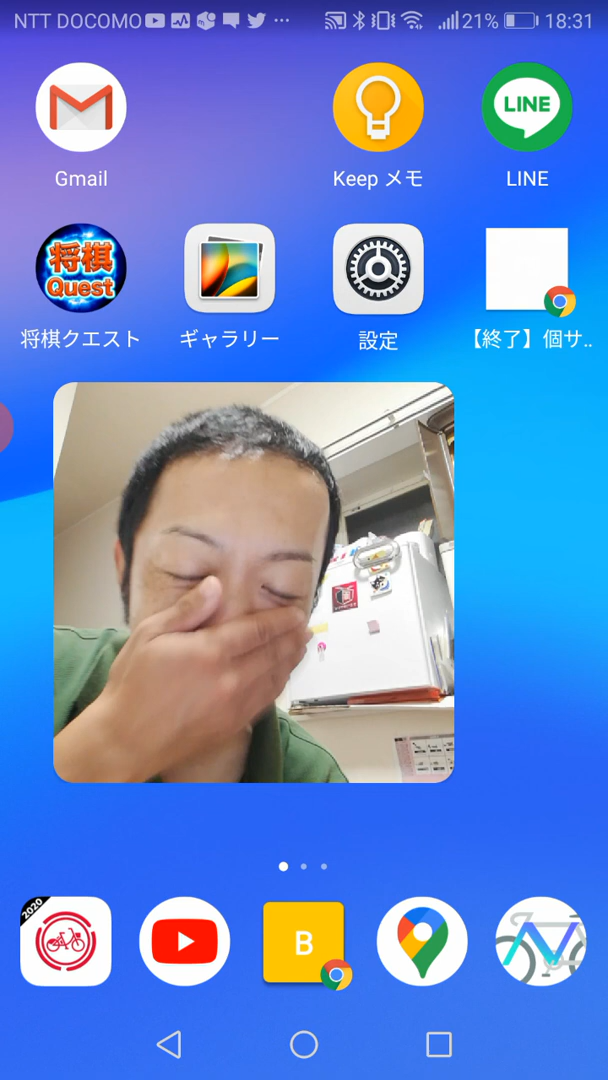 NTT DOCOMO 21% 18:31
Gmail
Keep メモ
LINE
LINE
将棋
Quest
将棋クエスト
ギャラリー
設定
【終了】個サ..
2020
B